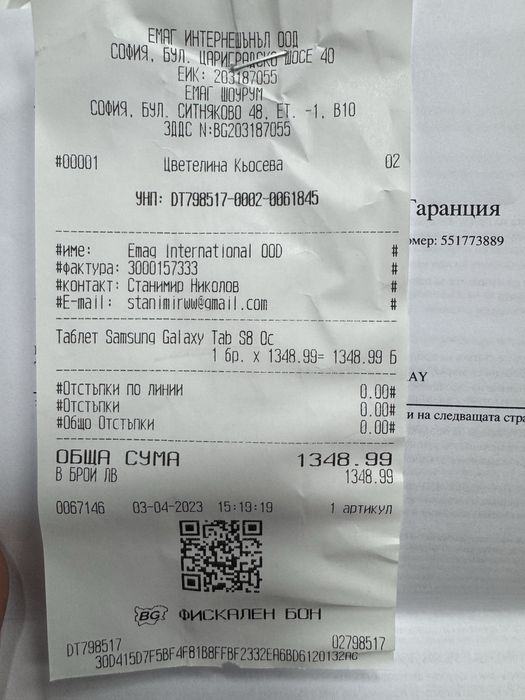 ЕМАГ ИНТЕРНЕШЪНЪЛ ООД
СОФИЯ, БУЛ. ЦАРИГРАДСКО ШОСЕ 40
ЕИК: 203187055
ЕМАГ ШОУРУМ
СОФИЯ, БУЛ. СИТНЯКОВО 48, ЕТ. -1, B10
ЗДДС N:BG203187055
#00001 Цветелина Кьосева 02
УНП: DT798517-0002-0061845
#име: Emag International OOD #
#фактура: 3000157333 #
#контакт: Станимир Николов #
#E-mail: stanimirww@gmail.com #
Таблет Samsung Galaxy Tab S8 Oc
1 бр. x 1348.99= 1348.99 Б
#Отстъпки по линии 0.00#
#Отстъпки 0.00#
#Общо Отстъпки 0.00#
ОБЩА СУМА 1348.99
В БРОИ ЛВ 1348.99
0067146 03-04-2023 15:19:19 1 артикул
BG ФИСКАЛЕН БОН
DT798517 02798517
30D415D7F5BF4F81B8FFBF2332EA6BD6120132A6
Гаранция
омер: 551773889
AY
и на следващата стра